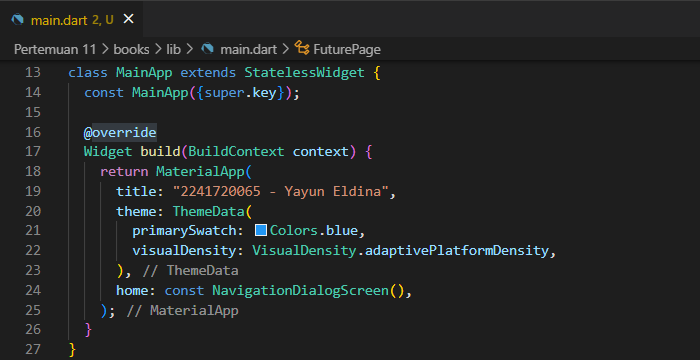 main.dart 2, U
Pertemuan 11 > books > lib > main.dart > FuturePage
13 class MainApp extends StatelessWidget {
14   const MainApp({super.key});
15
16   @override
17   Widget build(BuildContext context) {
18     return MaterialApp(
19       title: "2241720065 - Yayun Eldina",
20       theme: ThemeData(
21         primarySwatch: Colors.blue,
22         visualDensity: VisualDensity.adaptivePlatformDensity,
23       ), // ThemeData
24       home: const NavigationDialogScreen(),
25     ); // MaterialApp
26   }
27 }